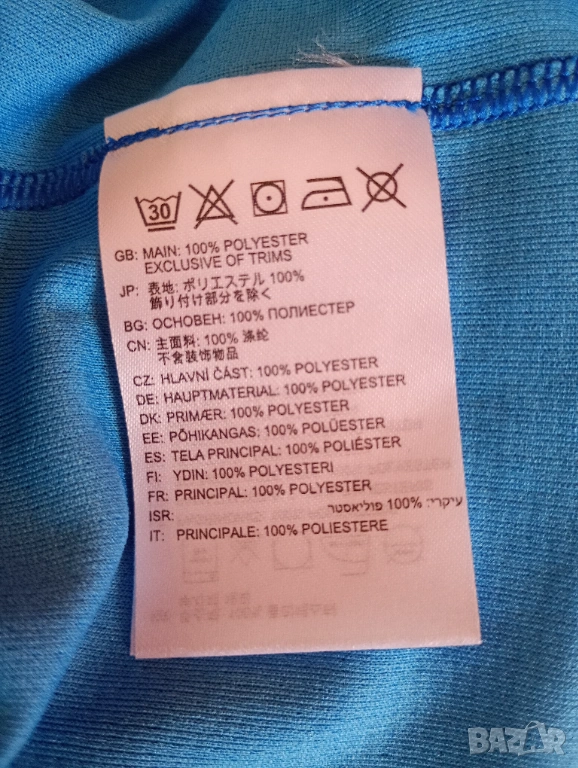 30
GB: MAIN: 100% POLYESTER
EXCLUSIVE OF TRIMS
JP: 表地: ポリエステル 100%
飾り付け部分を除く
BG: ОСНОВЕН: 100% ПОЛИЕСТЕР
CN: 主面料: 100% 涤纶
不含装饰物品
CZ: HLAVNÍ ČÁST: 100% POLYESTER
DE: HAUPTMATERIAL: 100% POLYESTER
DK: PRIMÆR: 100% POLYESTER
EE: PÕHIKANGAS: 100% POLÜESTER
ES: TELA PRINCIPAL: 100% POLIÉSTER
FI: YDIN: 100% POLYESTERI
FR: PRINCIPAL: 100% POLYESTER
ISR: עיקרי: 100% פוליאסטר
IT: PRINCIPALE: 100% POLIESTERE
BAZAR